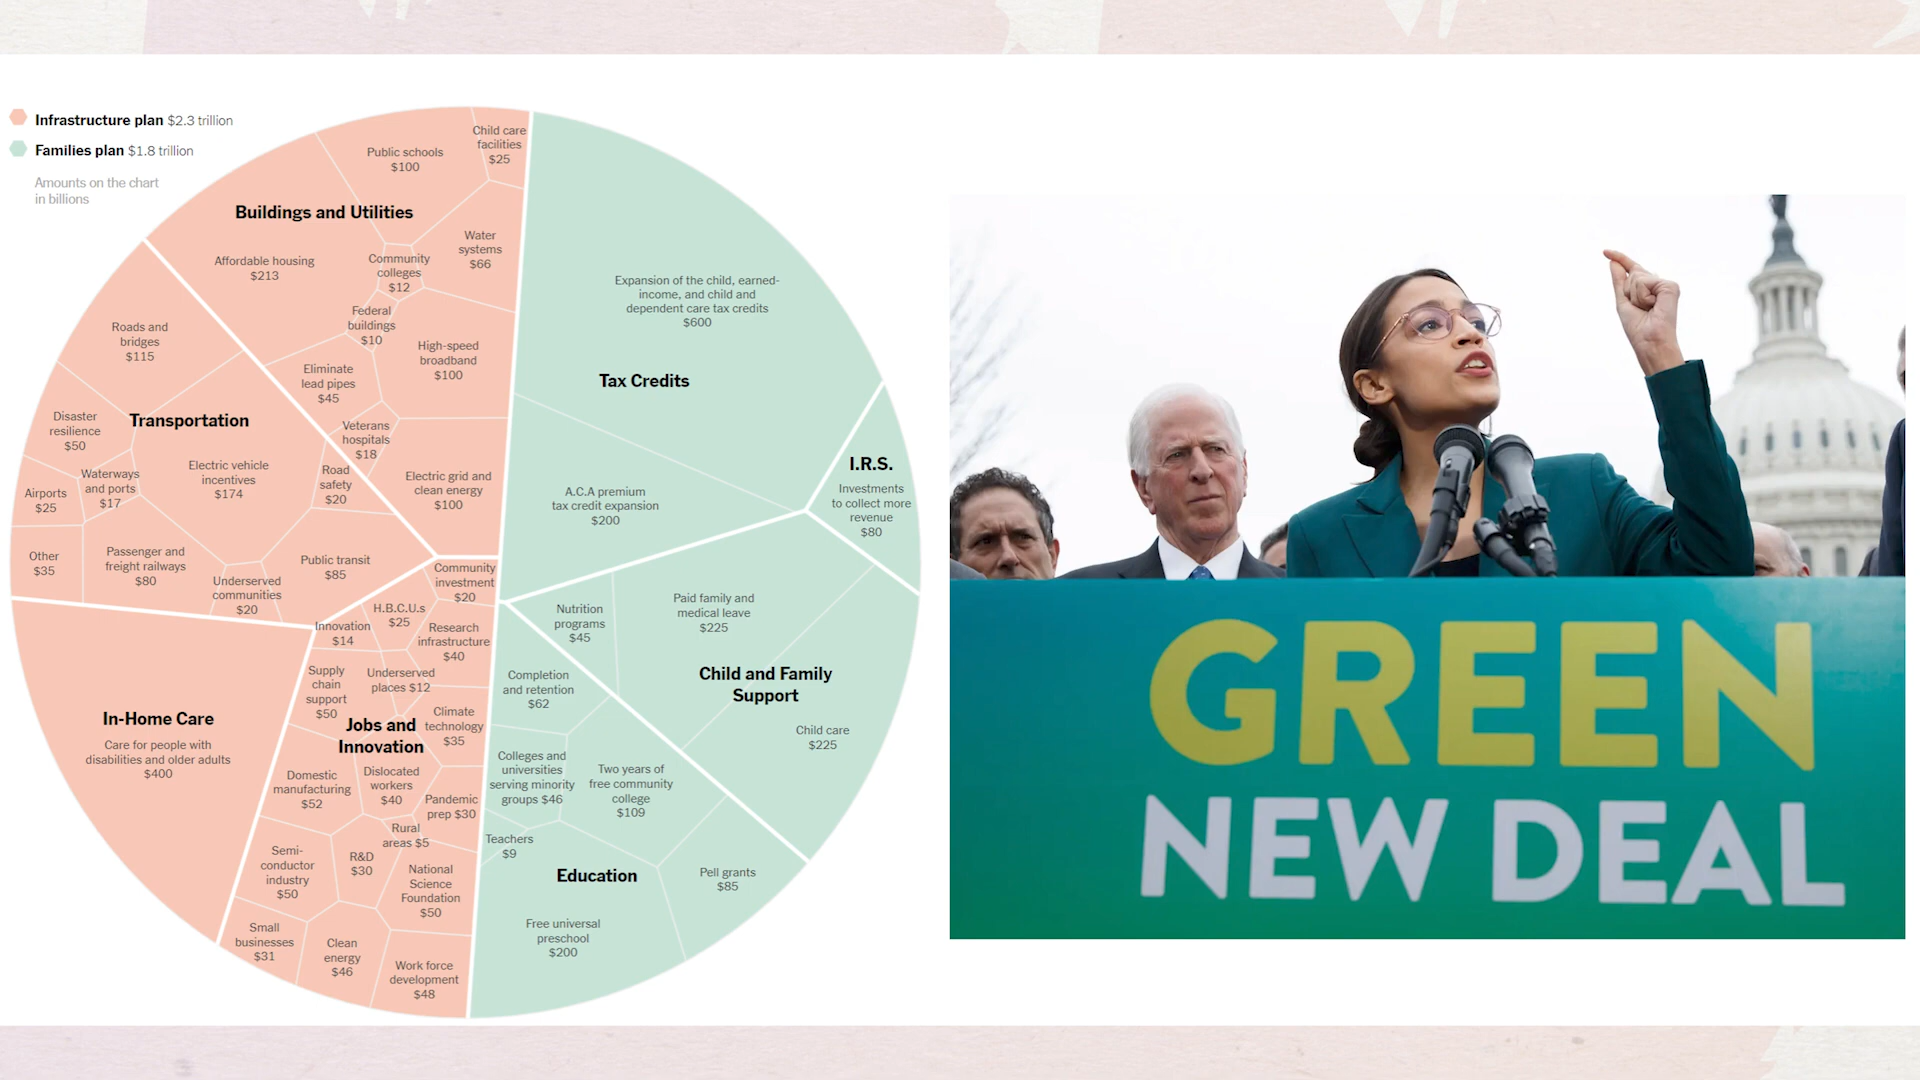 Infrastructure plan $2.3 trillion
Families plan $1.8 trillion
Amounts on the chart
in billions
Buildings and Utilities
Public schools
$100
Child care
facilities
$25
Affordable housing
$213
Community
colleges
$12
Water
systems
$66
Federal
buildings
$10
High-speed
broadband
$100
Eliminate
lead pipes
$45
Veterans
hospitals
$18
Electric grid and
clean energy
$100
Transportation
Roads and
bridges
$115
Disaster
resilience
$50
Waterways
and ports
$17
Electric vehicle
incentives
$174
Road
safety
$20
Airports
$25
Other
$35
Passenger and
freight railways
$80
Underserved
communities
$20
Public transit
$85
In-Home Care
Care for people with
disabilities and older adults
$400
Jobs and
Innovation
Community
investment
$20
H.B.C.U.s
$25
Innovation
$14
Research
infrastructure
$40
Supply
chain
support
$50
Underserved
places $12
Climate
technology
$35
Domestic
manufacturing
$52
Dislocated
workers
$40
Pandemic
prep $30
Rural
areas $5
Semi-
conductor
industry
$50
R&D
$30
National
Science
Foundation
$50
Small
businesses
$31
Clean
energy
$46
Work force
development
$48
Tax Credits
Expansion of the child, earned-
income, and child and
dependent care tax credits
$600
A.C.A premium
tax credit expansion
$200
I.R.S.
Investments
to collect more
revenue
$80
Child and Family
Support
Nutrition
programs
$45
Paid family and
medical leave
$225
Child care
$225
Education
Completion
and retention
$62
Colleges and
universities
serving minority
groups $46
Two years of
free community
college
$109
Teachers
$9
Pell grants
$85
Free universal
preschool
$200
GREEN
NEW DEAL